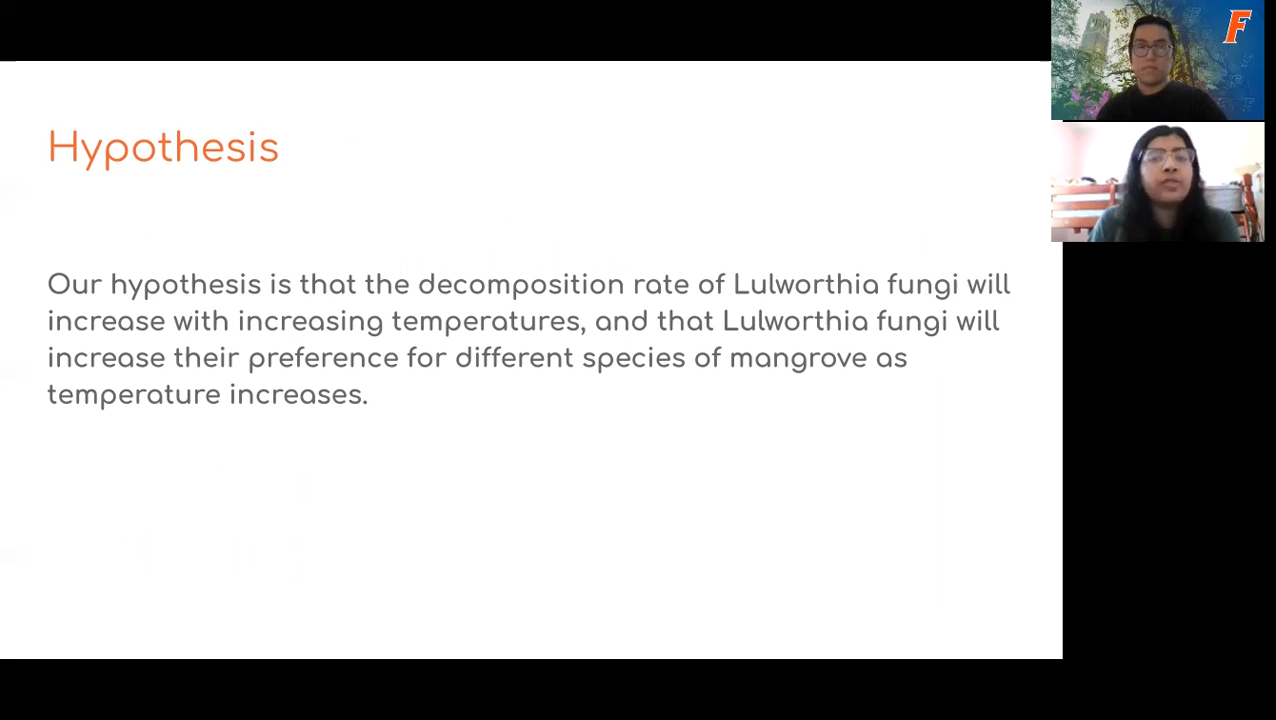 F
Hypothesis
Our hypothesis is that the decomposition rate of Lulworthia fungi will
increase with increasing temperatures, and that Lulworthia fungi will
increase their preference for different species of mangrove as
temperature increases.